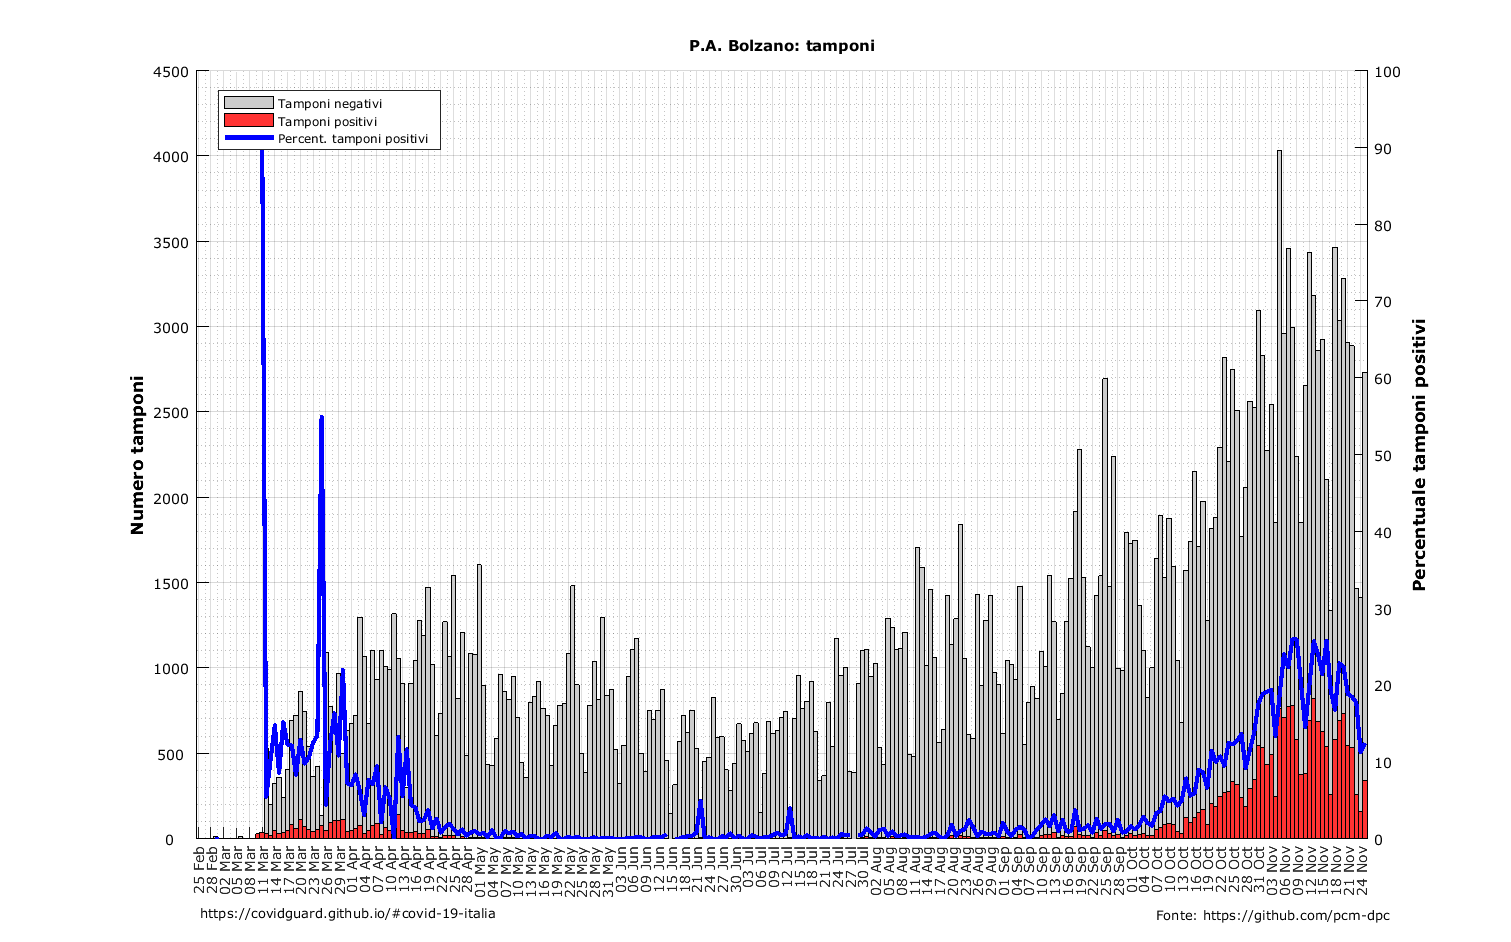 P.A. Bolzano: tamponi
4500
4000
3500
3000
2500
2000
1500
1000
500
0
Numero tamponi
Tamponi negativi
Tamponi positivi
Percent. tamponi positivi
100
90
80
70
60
50
40
30
20
10
0
Percentuale tamponi positivi
25 Feb
28 Feb
02 Mar
05 Mar
08 Mar
11 Mar
14 Mar
17 Mar
20 Mar
23 Mar
26 Mar
29 Mar
01 Apr
04 Apr
07 Apr
10 Apr
13 Apr
16 Apr
19 Apr
22 Apr
25 Apr
28 Apr
01 May
04 May
07 May
10 May
13 May
16 May
19 May
22 May
25 May
28 May
31 May
03 Jun
06 Jun
09 Jun
12 Jun
15 Jun
18 Jun
21 Jun
24 Jun
27 Jun
30 Jun
03 Jul
06 Jul
09 Jul
12 Jul
15 Jul
18 Jul
21 Jul
24 Jul
27 Jul
30 Jul
02 Aug
05 Aug
08 Aug
11 Aug
14 Aug
17 Aug
20 Aug
23 Aug
26 Aug
29 Aug
01 Sep
04 Sep
07 Sep
10 Sep
13 Sep
16 Sep
19 Sep
22 Sep
25 Sep
28 Sep
01 Oct
04 Oct
07 Oct
10 Oct
13 Oct
16 Oct
19 Oct
22 Oct
25 Oct
28 Oct
31 Oct
03 Nov
06 Nov
09 Nov
12 Nov
15 Nov
18 Nov
21 Nov
24 Nov
https://covidguard.github.io/#covid-19-italia
Fonte: https://github.com/pcm-dpc